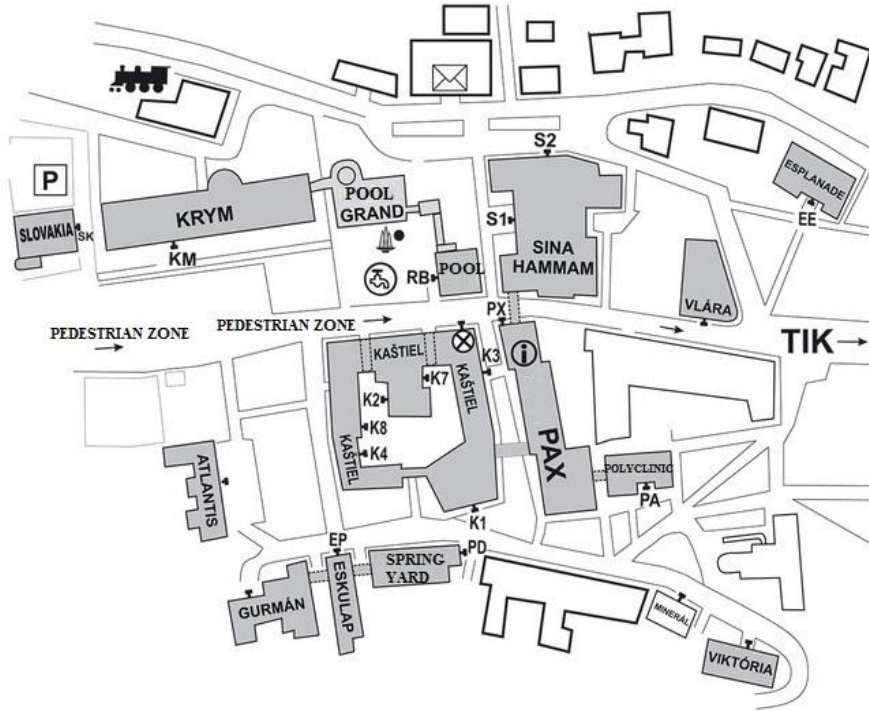 S2
P
ESPLANADE
EE
POOL
GRAND
KRYM
SLOVAKIA
SK
KM
S1
SINA
HAMMAM
RB
POOL
VLÁRA
PX
PEDESTRIAN ZONE
PEDESTRIAN ZONE
TIK
i
KAŠTIEL
K3
K7
KAŠTIEL
K2
K8
K4
KAŠTIEL
PAX
ATLANTIS
POLYCLINIC
PA
K1
EP
PD
SPRING
YARD
ESKULAP
GURMÁN
MINERÁL
VIKTÓRIA